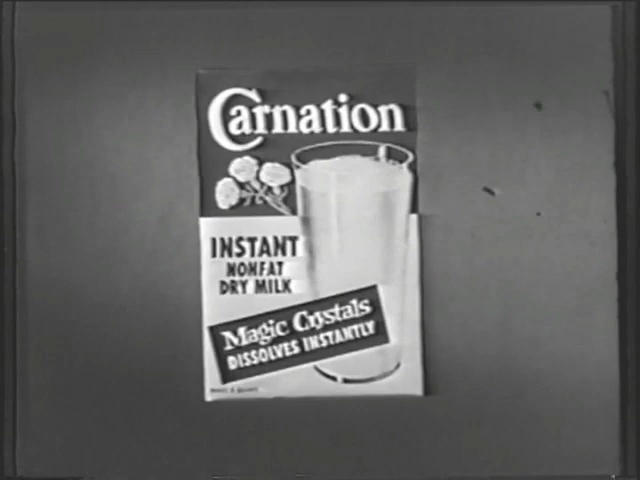 Carnation
INSTANT
NONFAT
DRY MILK
Magic Crystals
DISSOLVES INSTANTLY